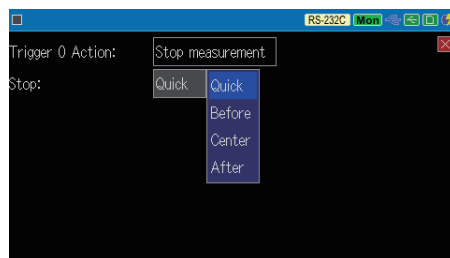 RS-232C Mon
Trigger 0 Action: Stop measurement
Stop: Quick Quick
Before
Center
After